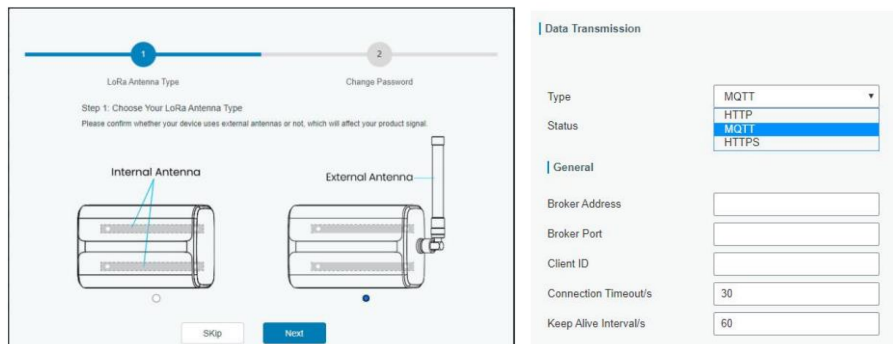 1
2
LoRa Antenna Type
Change Password
Step 1: Choose Your LoRa Antenna Type
Please confirm whether your device uses external antennas or not, which will affect your product signal.
Internal Antenna
External Antenna
SKip
Next
Data Transmission
Type
MQTT
HTTP
MQTT
HTTPS
Status
General
Broker Address
Broker Port
Client ID
Connection Timeout/s
30
Keep Alive Interval/s
60